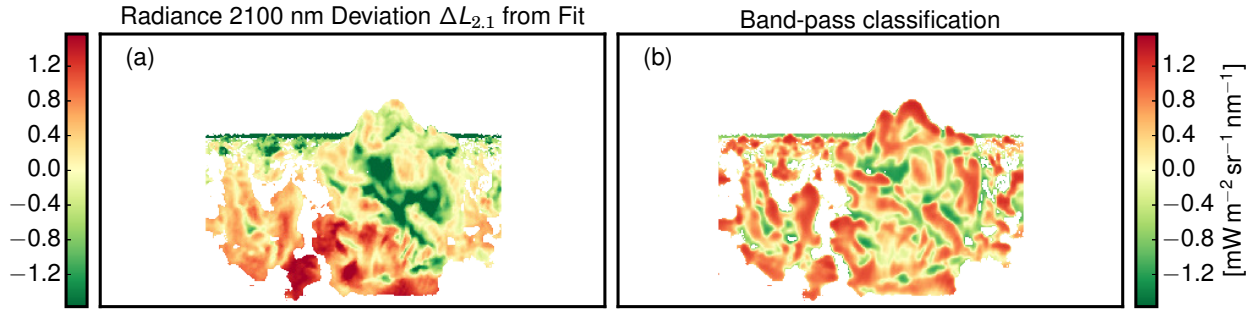 Radiance 2100 nm Deviation ΔL₂.₁ from Fit
Band-pass classification
(a)
(b)
1.2
0.8
0.4
0.0
−0.4
−0.8
−1.2
1.2
0.8
0.4
0.0
−0.4
−0.8
−1.2
[mW m⁻² sr⁻¹ nm⁻¹]